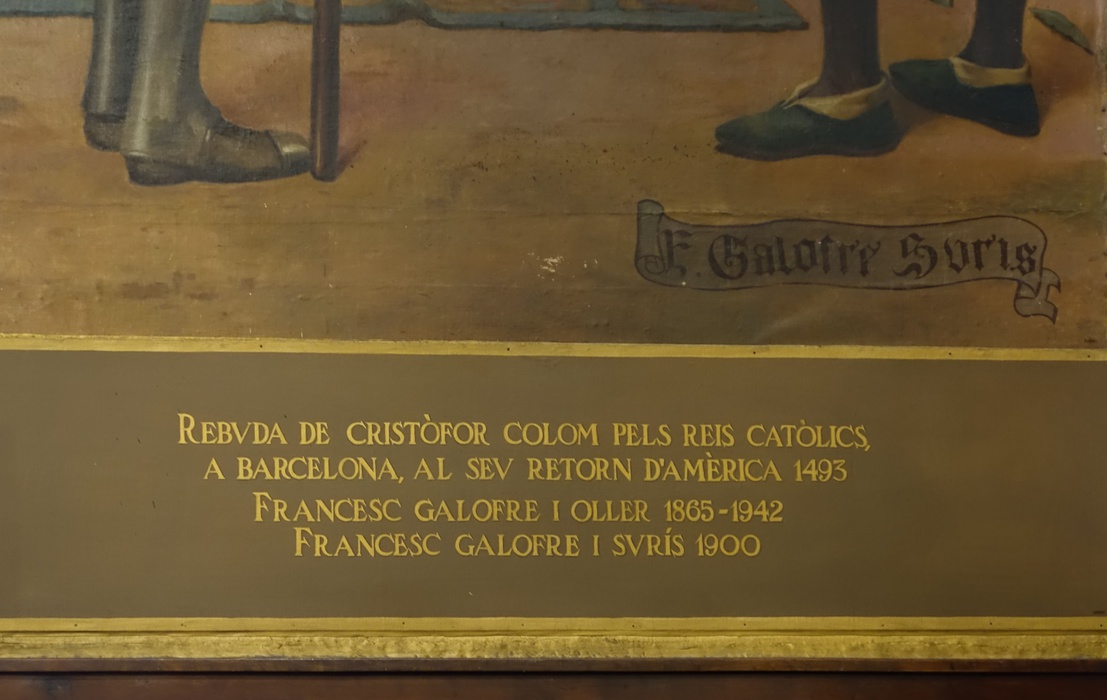 F. Galofre Svris
REBVDA DE CRISTÒFOR COLOM PELS REIS CATÒLICS,
A BARCELONA, AL SEV RETORN D'AMÈRICA 1493
FRANCESC GALOFRE I OLLER 1865-1942
FRANCESC GALOFRE I SVRÍS 1900